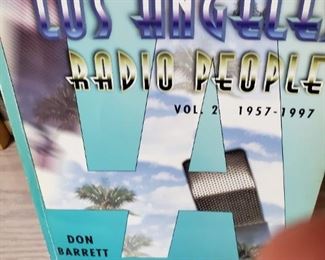 LOS ANGELES
RADIO PEOPLE
VOL. 2 1957-1997
DON
BARRETT